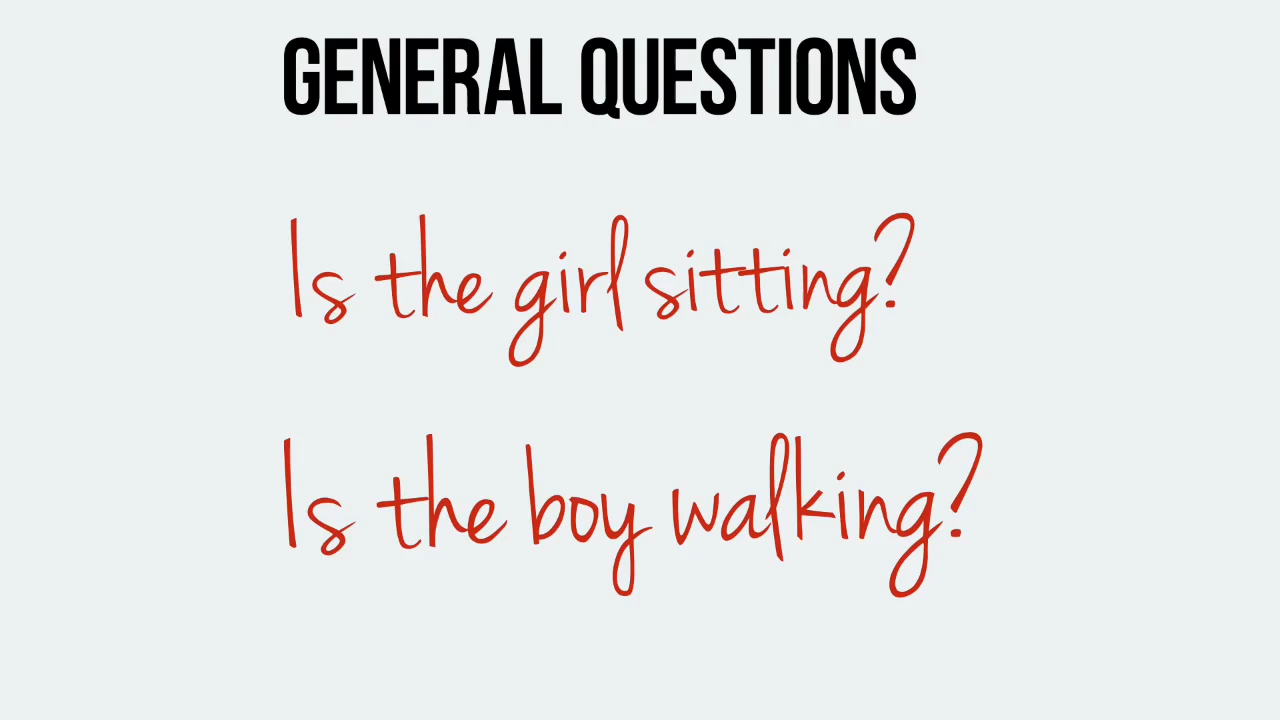 GENERAL QUESTIONS
Is the girl sitting?
Is the boy walking?